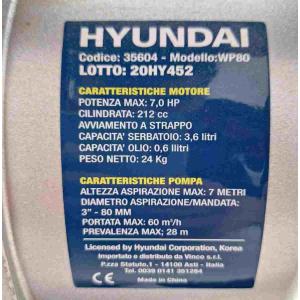 HYUNDAI
Codice: 35604 - Modello:WP80
LOTTO: 20HY452
CARATTERISTICHE MOTORE
POTENZA MAX: 7,0 HP
CILINDRATA: 212 cc
AVVIAMENTO A STRAPPO
CAPACITA' SERBATOIO: 3,6 litri
CAPACITA' OLIO: 0,6 llitri
PESO NETTO: 24 Kg
CARATTERISTICHE POMPA
ALTEZZA ASPIRAZIONE MAX: 7 METRI
DIAMETRO ASPIRAZIONE/MANDATA:
3" - 80 MM
PORTATA MAX: 60 m³/h
PREVALENZA MAX; 28 m
Licensed by Hyundai Corporation, Korea
Importato e distribuito da Vinco s.r.l.
P.zza Statuto,1 - 14100 Asti - Italia
Tel. 0039 0141 351284
Made in China
CE